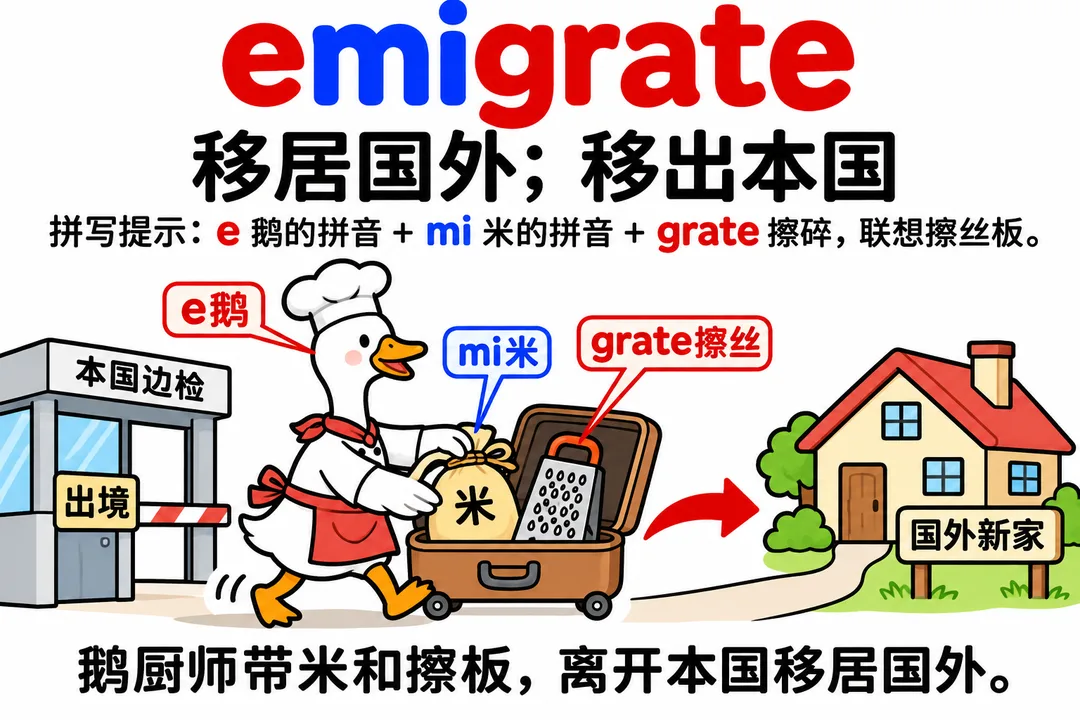 emigrate
移居国外；移出本国
拼写提示：e 鹅的拼音 + mi 米的拼音 + grate 擦碎，联想擦丝板。
e鹅
mi米
grate擦丝
本国边检
出境
米
国外新家
鹅厨师带米和擦板，离开本国移居国外。